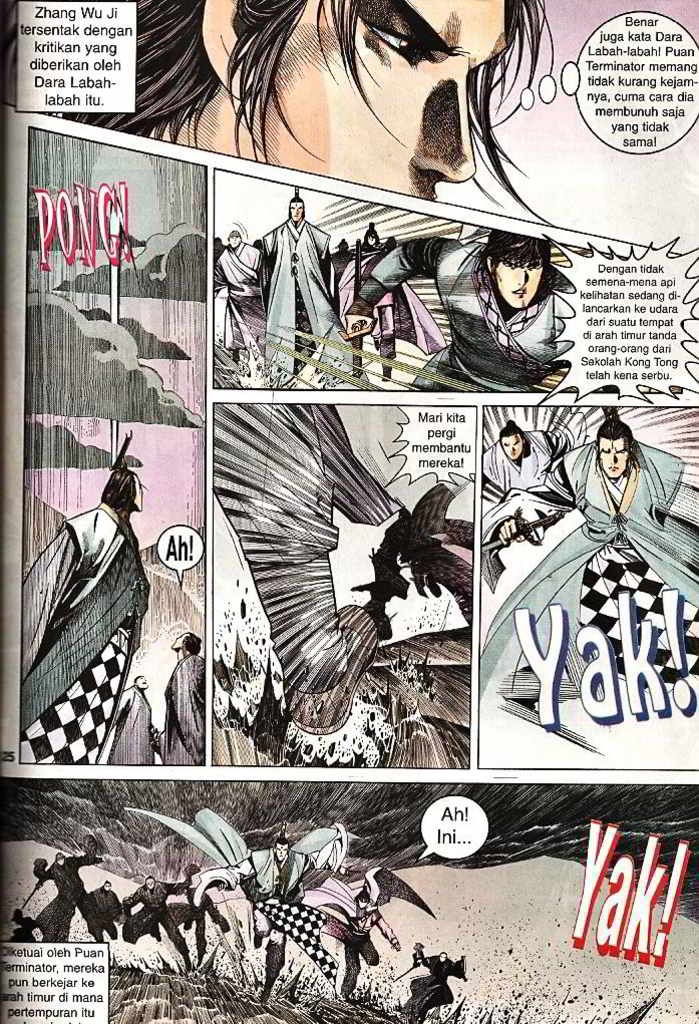 Zhang Wu Ji
tersentak dengan
kritikan yang
diberikan oleh
Dara Labah-
labah itu.
Benar
juga kata Dara
Labah-labah! Puan
Terminator memang
tidak kurang kejam-
nya, cuma cara dia
membunuh saja
yang tidak
sama!
PONG!
Ah!
Dengan tidak
semena-mena api
kelihatan sedang di-
lancarkan ke udara
dari suatu tempat
di arah timur tanda
orang-orang dari
Sekolah Kong Tong
telah kena serbu.
Mari kita
pergi
membantu
mereka!
Yak!
25
Ah!
Ini...
Yak!
Diketuai oleh Puan
Terminator, mereka
pun berkejar ke
arah timur di mana
pertempuran itu